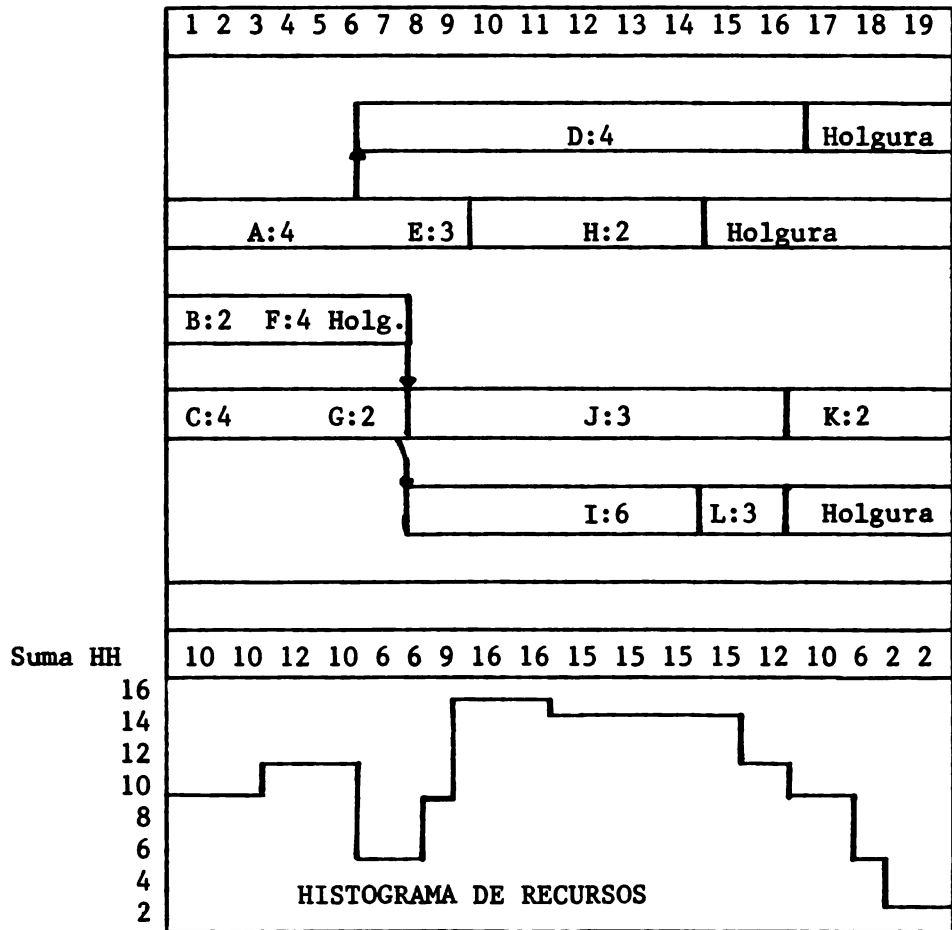 1 2 3 4 5 6 7 8 9 10 11 12 13 14 15 16 17 18 19
D:4 Holgura
A:4 E:3 H:2 Holgura
B:2 F:4 Holg.
C:4 G:2 J:3 K:2
I:6 L:3 Holgura
Suma HH 10 10 12 10 6 6 9 16 16 15 15 15 15 12 10 6 2 2
16
14
12
10
8
6
4
2
HISTOGRAMA DE RECURSOS